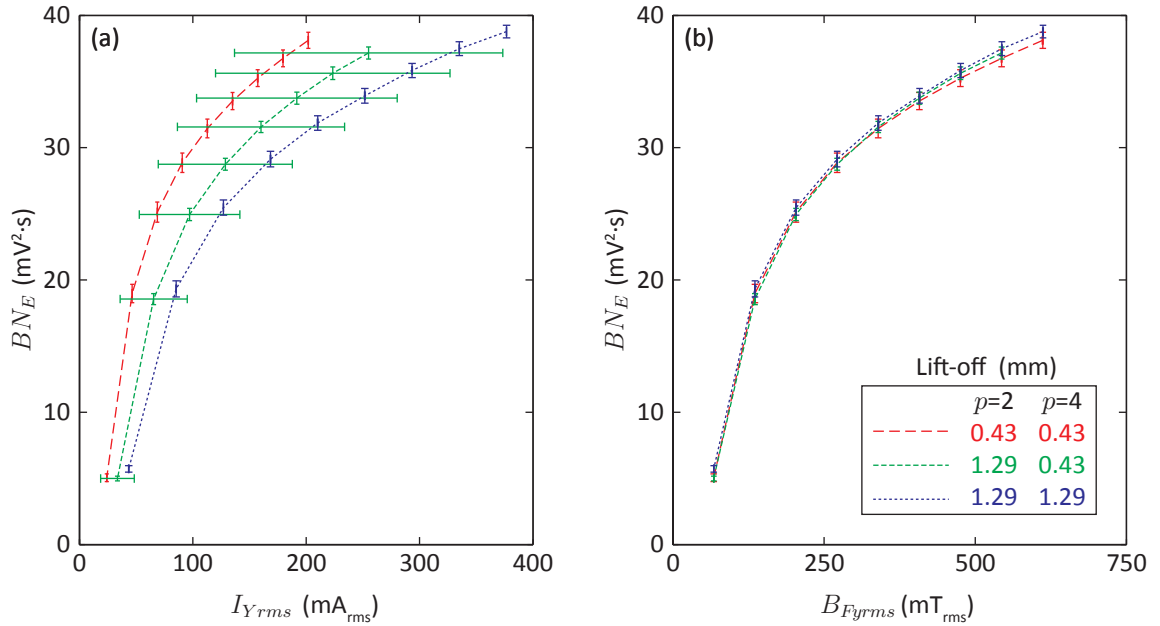 (a)
40
30
20
10
0
BN_E (mV²·s)
100
200
300
400
I_Yrms (mA_rms)
(b)
40
30
20
10
0
BN_E (mV²·s)
0
250
500
750
B_Fyrms (mT_rms)
Lift-off (mm)
p=2 p=4
0.43 0.43
1.29 0.43
1.29 1.29